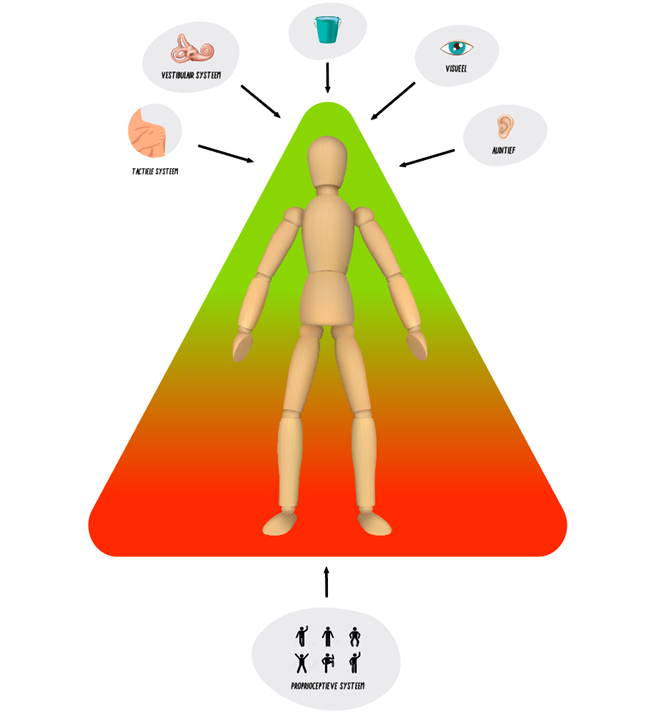 VESTIBULAIR SYSTEEM
VISUEEL
TACTIELE SYSTEEM
AUDITIEF
PROPRIOCEPTIEVE SYSTEEM